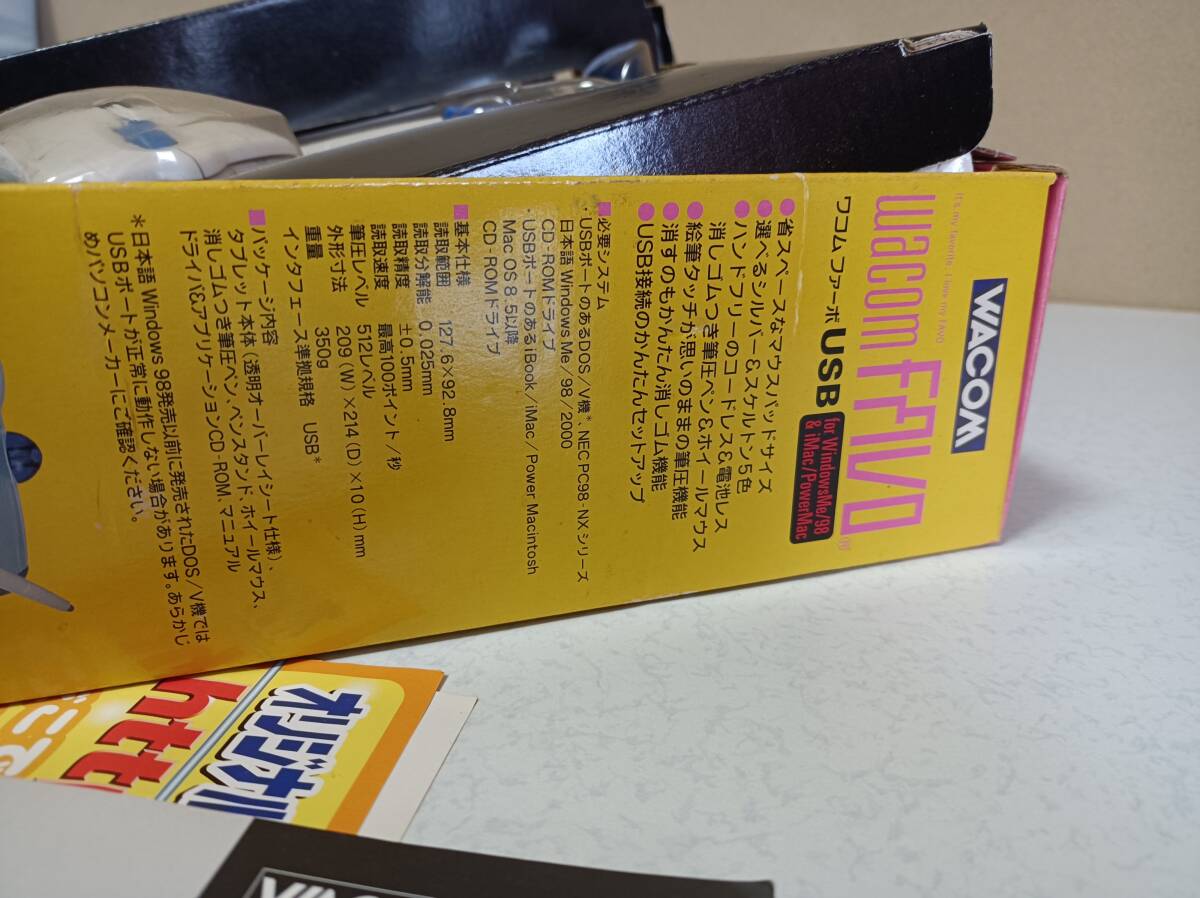 WACOM
It's my favorite. I love my FAVO
wacom FAVO
ワコム ファーボ USB
for WindowsMe/98
& iMac/PowerMac
●省スペースなマウスパッドサイズ
●選べるシルバー&スケルトン5色
●ハンドフリーのコードレス&電池レス
消しゴムつき筆圧ペン&ホイールマウス
●絵筆タッチが思いのままの筆圧機能
●消すのもかんたん消しゴム機能
●USB接続のかんたんセットアップ
■必要システム
・USBポートのあるDOS/V機*、NEC PC98-NXシリーズ
日本語 Windows Me/98/2000
CD-ROMドライブ
・USBポートのあるiBook/iMac/Power Macintosh
Mac OS 8.5以降
CD-ROMドライブ
■基本仕様
読取範囲 127.6×92.8mm
読取分解能 0.025mm
読取精度 ±0.5mm
読取速度 最高100ポイント/秒
筆圧レベル 512レベル
外形寸法 209(W)×214(D)×10(H)mm
重量 350g
インタフェース準拠規格 USB*
■パッケージ内容
タブレット本体(透明オーバーレイシート仕様)、
消しゴムつき筆圧ペン、ペンスタンド、ホイールマウス、
ドライバ&アプリケーションCD-ROM、マニュアル
*日本語 Windows 98発売以前に発売されたDOS/V機では
USBポートが正常に動作しない場合があります。あらかじ
めパソコンメーカーにご確認ください。
オリジナル
htt
こで